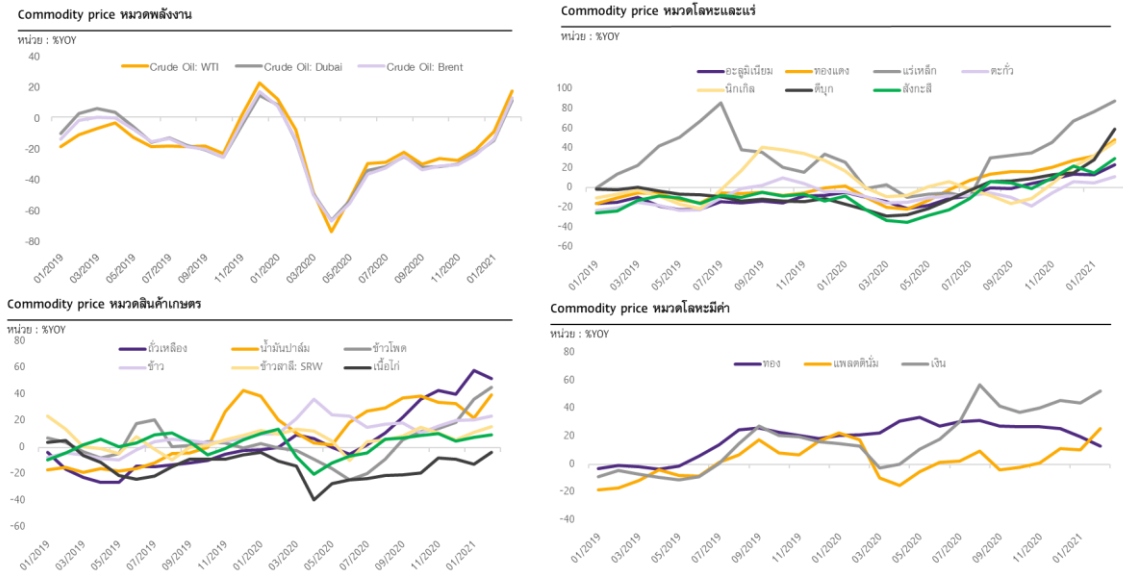 Commodity price หมวดพลังงาน
หน่วย : %YOY
Crude Oil: WTI Crude Oil: Dubai Crude Oil: Brent
40
20
0
-20
-40
-60
-80
01/2019 03/2019 05/2019 07/2019 09/2019 11/2019 01/2020 03/2020 05/2020 07/2020 09/2020 11/2020 01/2021
Commodity price หมวดโลหะและแร่
หน่วย : %YOY
อะลูมิเนียม ทองแดง แร่เหล็ก ตะกั่ว
นิกเกิล ดีบุก สังกะสี
100
80
60
40
20
0
-20
-40
-60
01/2019 03/2019 05/2019 07/2019 09/2019 11/2019 01/2020 03/2020 05/2020 07/2020 09/2020 11/2020 01/2021
Commodity price หมวดสินค้าเกษตร
หน่วย : %YOY
ถั่วเหลือง น้ำมันปาล์ม ข้าวโพด
ข้าว ข้าวสาลี: SRW เนื้อไก่
80
60
40
20
0
-20
-40
-60
01/2019 03/2019 05/2019 07/2019 09/2019 11/2019 01/2020 03/2020 05/2020 07/2020 09/2020 11/2020 01/2021
Commodity price หมวดโลหะมีค่า
หน่วย : %YOY
ทอง แพลตตินั่ม เงิน
80
60
40
20
0
-20
-40
01/2019 03/2019 05/2019 07/2019 09/2019 11/2019 01/2020 03/2020 05/2020 07/2020 09/2020 11/2020 01/2021